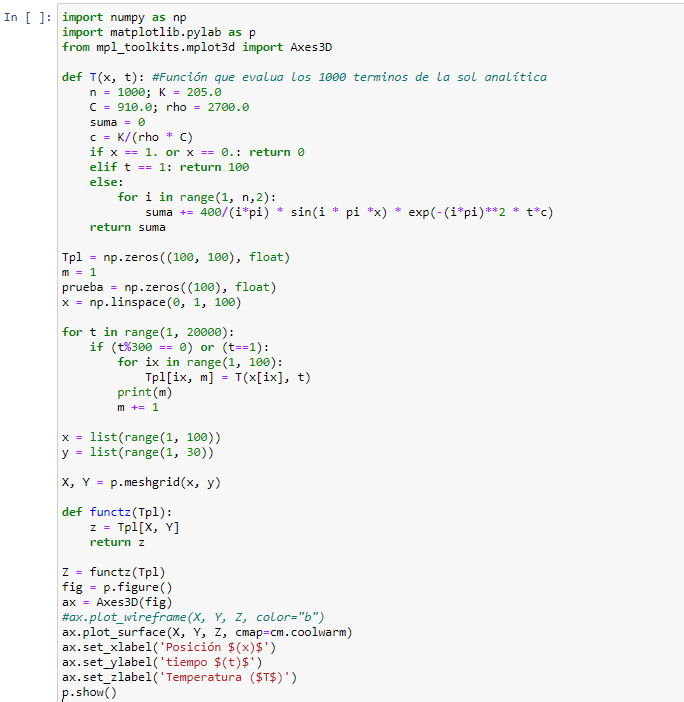 In [ ]: import numpy as np
import matplotlib.pylab as p
from mpl_toolkits.mplot3d import Axes3D

def T(x, t): #Función que evalua los 1000 terminos de la sol analítica
    n = 1000; K = 205.0
    C = 910.0; rho = 2700.0
    suma = 0
    c = K/(rho * C)
    if x == 1. or x == 0.: return 0
    elif t == 1: return 100
    else:
        for i in range(1, n,2):
            suma += 400/(i*pi) * sin(i * pi *x) * exp(-(i*pi)**2 * t*c)
    return suma

Tpl = np.zeros((100, 100), float)
m = 1
prueba = np.zeros((100), float)
x = np.linspace(0, 1, 100)

for t in range(1, 20000):
    if (t%300 == 0) or (t==1):
        for ix in range(1, 100):
            Tpl[ix, m] = T(x[ix], t)
        print(m)
        m += 1

x = list(range(1, 100))
y = list(range(1, 30))

X, Y = p.meshgrid(x, y)

def functz(Tpl):
    z = Tpl[X, Y]
    return z

Z = functz(Tpl)
fig = p.figure()
ax = Axes3D(fig)
#ax.plot_wireframe(X, Y, Z, color="b")
ax.plot_surface(X, Y, Z, cmap=cm.coolwarm)
ax.set_xlabel('Posición $(x)$')
ax.set_ylabel('tiempo $(t)$')
ax.set_zlabel('Temperatura ($T$)')
p.show()